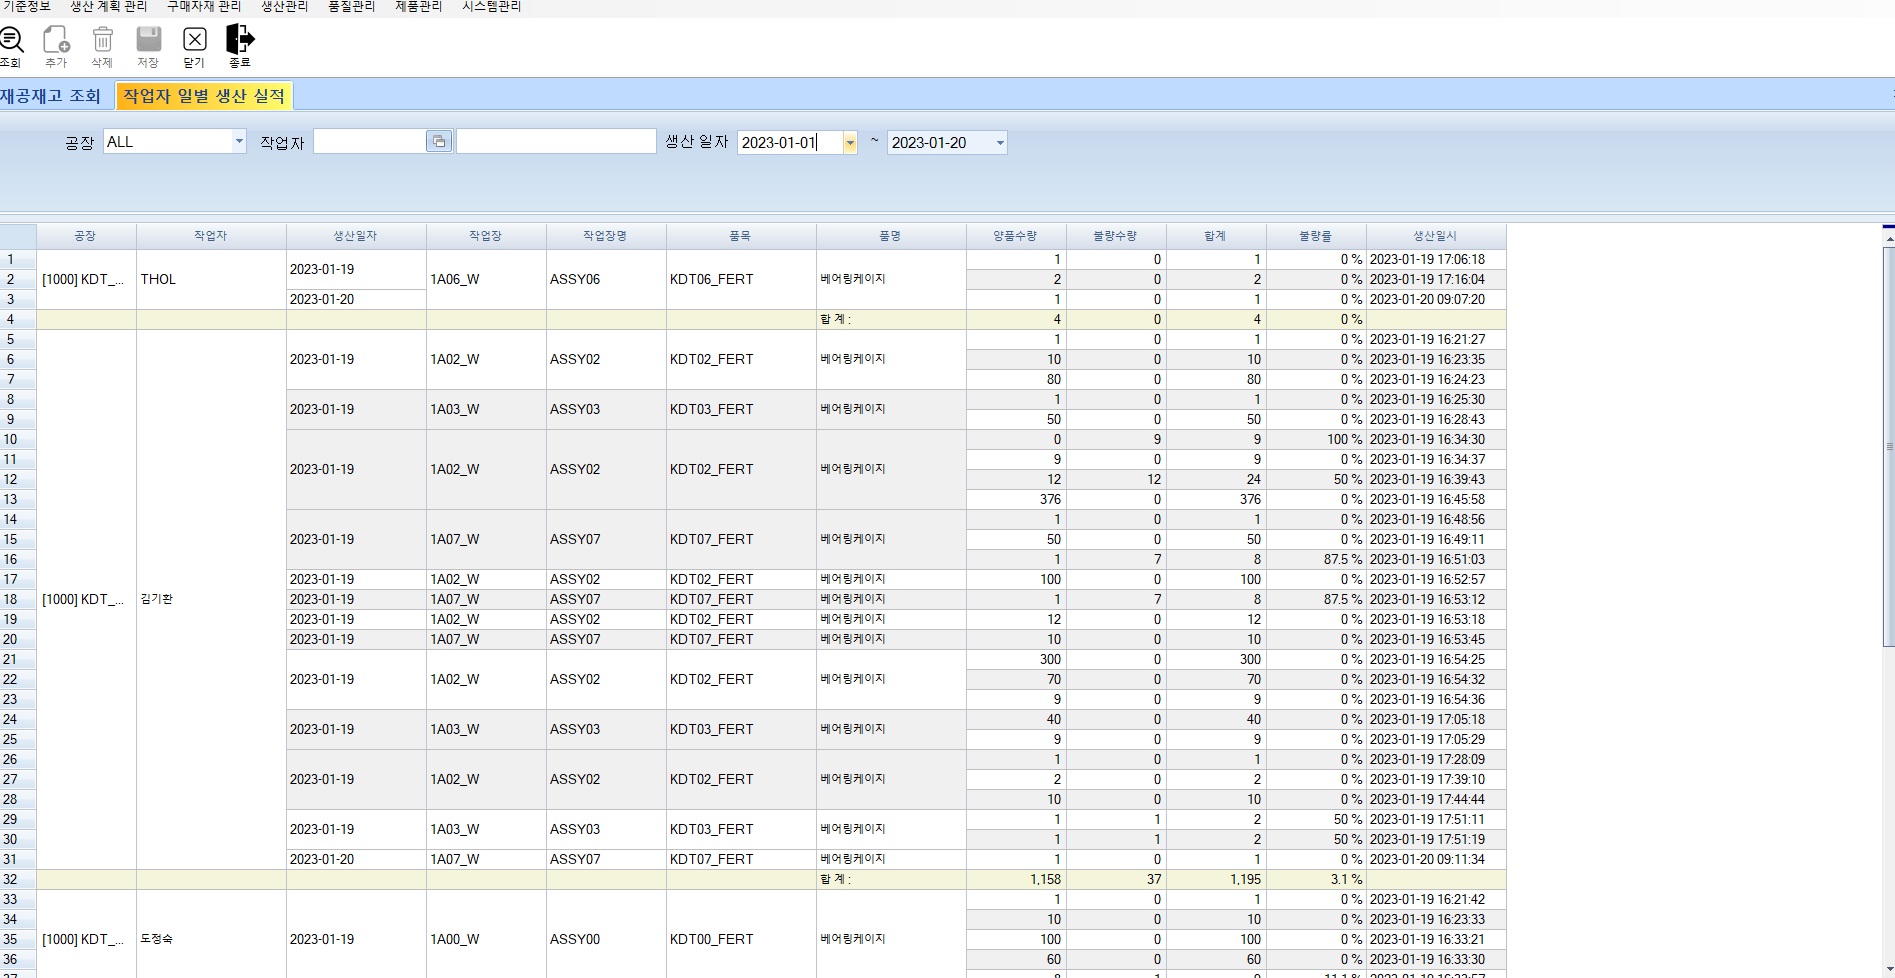 기준정보 생산 계획 관리 구매자재 관리 생산관리 품질관리 제품관리 시스템관리
조회 추가 삭제 저장 닫기 종료
재공재고 조회 작업자 일별 생산 실적
공장 ALL 작업자 생산 일자 2023-01-01 ~ 2023-01-20
공장 작업자 생산일자 작업장 작업장명 품목 품명 양품수량 불량수량 합계 불량률 생산일시
1 2023-01-19 1 0 1 0 % 2023-01-19 17:06:18
2 [1000] KDT_... THOL 1A06_W ASSY06 KDT06_FERT 베어링케이지 2 0 2 0 % 2023-01-19 17:16:04
3 2023-01-20 1 0 1 0 % 2023-01-20 09:07:20
4 합 계 : 4 0 4 0 %
5 1 0 1 0 % 2023-01-19 16:21:27
6 2023-01-19 1A02_W ASSY02 KDT02_FERT 베어링케이지 10 0 10 0 % 2023-01-19 16:23:35
7 80 0 80 0 % 2023-01-19 16:24:23
8 2023-01-19 1A03_W ASSY03 KDT03_FERT 베어링케이지 1 0 1 0 % 2023-01-19 16:25:30
9 50 0 50 0 % 2023-01-19 16:28:43
10 0 9 9 100 % 2023-01-19 16:34:30
11 2023-01-19 1A02_W ASSY02 KDT02_FERT 베어링케이지 9 0 9 0 % 2023-01-19 16:34:37
12 12 12 24 50 % 2023-01-19 16:39:43
13 376 0 376 0 % 2023-01-19 16:45:58
14 1 0 1 0 % 2023-01-19 16:48:56
15 2023-01-19 1A07_W ASSY07 KDT07_FERT 베어링케이지 50 0 50 0 % 2023-01-19 16:49:11
16 1 7 8 87.5 % 2023-01-19 16:51:03
17 2023-01-19 1A02_W ASSY02 KDT02_FERT 베어링케이지 100 0 100 0 % 2023-01-19 16:52:57
18 [1000] KDT_... 김기환 2023-01-19 1A07_W ASSY07 KDT07_FERT 베어링케이지 1 7 8 87.5 % 2023-01-19 16:53:12
19 2023-01-19 1A02_W ASSY02 KDT02_FERT 베어링케이지 12 0 12 0 % 2023-01-19 16:53:18
20 2023-01-19 1A07_W ASSY07 KDT07_FERT 베어링케이지 10 0 10 0 % 2023-01-19 16:53:45
21 300 0 300 0 % 2023-01-19 16:54:25
22 2023-01-19 1A02_W ASSY02 KDT02_FERT 베어링케이지 70 0 70 0 % 2023-01-19 16:54:32
23 9 0 9 0 % 2023-01-19 16:54:36
24 2023-01-19 1A03_W ASSY03 KDT03_FERT 베어링케이지 40 0 40 0 % 2023-01-19 17:05:18
25 9 0 9 0 % 2023-01-19 17:05:29
26 1 0 1 0 % 2023-01-19 17:28:09
27 2023-01-19 1A02_W ASSY02 KDT02_FERT 베어링케이지 2 0 2 0 % 2023-01-19 17:39:10
28 10 0 10 0 % 2023-01-19 17:44:44
29 2023-01-19 1A03_W ASSY03 KDT03_FERT 베어링케이지 1 1 2 50 % 2023-01-19 17:51:11
30 1 1 2 50 % 2023-01-19 17:51:19
31 2023-01-20 1A07_W ASSY07 KDT07_FERT 베어링케이지 1 0 1 0 % 2023-01-20 09:11:34
32 합 계 : 1,158 37 1,195 3.1 %
33 1 0 1 0 % 2023-01-19 16:21:42
34 10 0 10 0 % 2023-01-19 16:23:33
35 [1000] KDT_... 도정숙 2023-01-19 1A00_W ASSY00 KDT00_FERT 베어링케이지 100 0 100 0 % 2023-01-19 16:33:21
36 60 0 60 0 % 2023-01-19 16:33:30